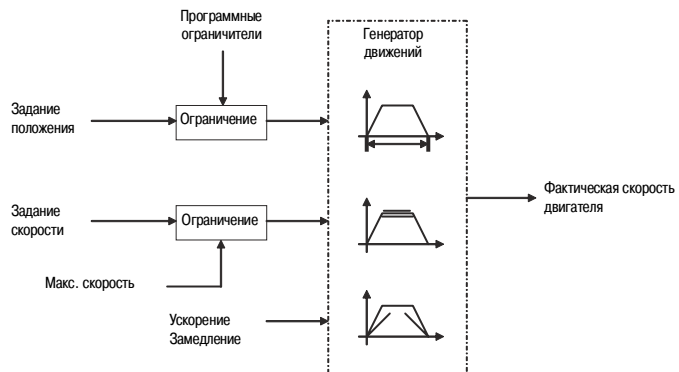 Программные
ограничители
Генератор
движений
Задание
положения
Ограничение
Задание
скорости
Ограничение
Фактическая скорость
двигателя
Макс. скорость
Ускорение
Замедление